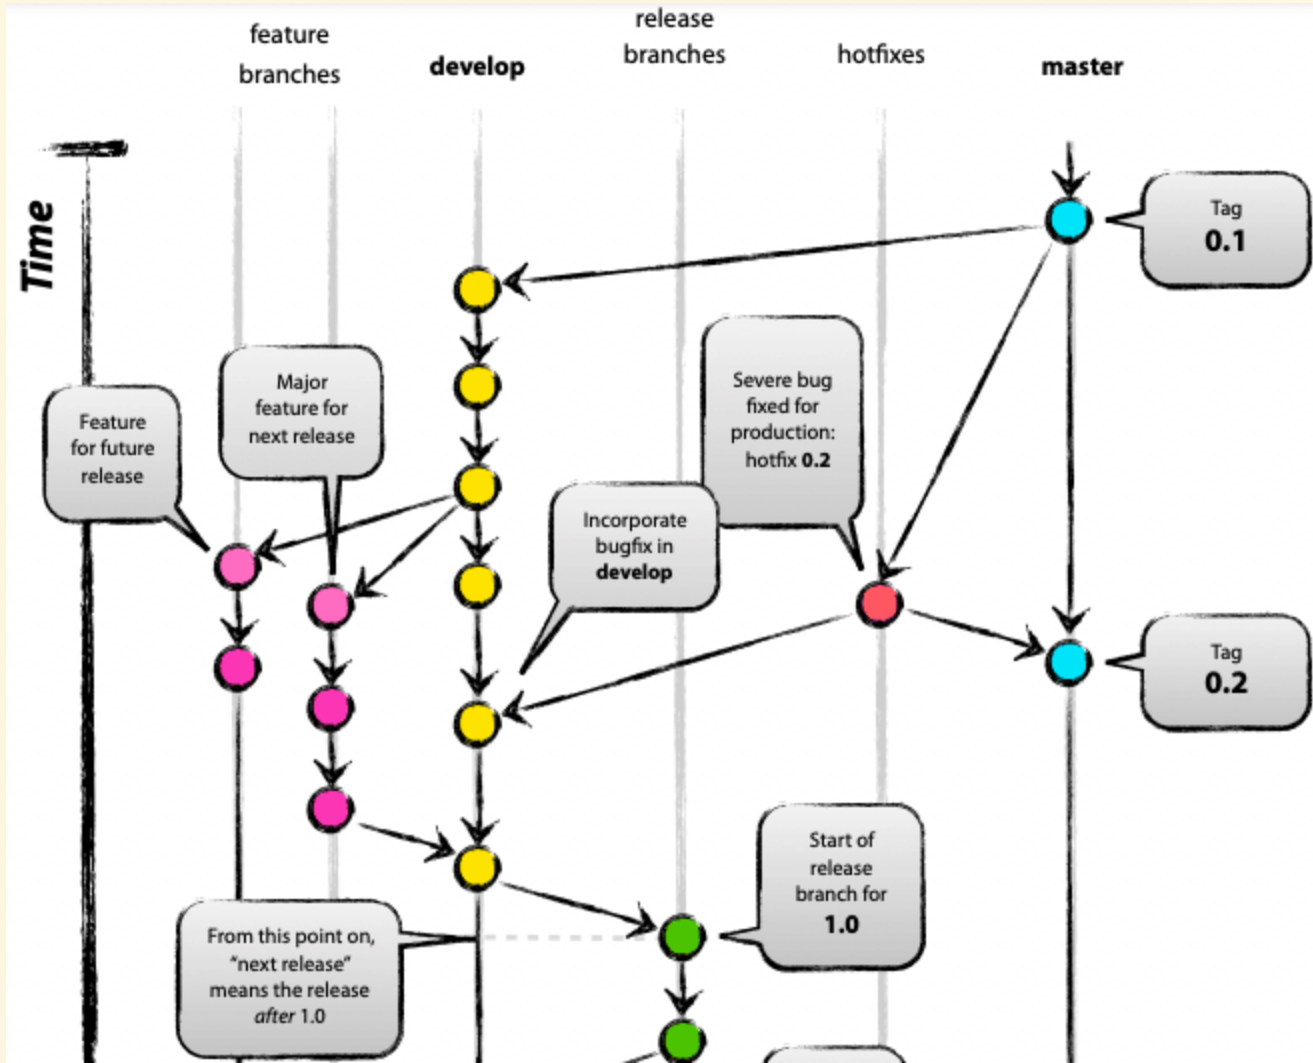 feature
branches
develop
release
branches
hotfixes
master
Time
Tag
0.1
Major
feature for
next release
Feature
for future
release
Severe bug
fixed for
production:
hotfix 0.2
Incorporate
bugfix in
develop
Tag
0.2
Start of
release
branch for
1.0
From this point on,
“next release”
means the release
after 1.0